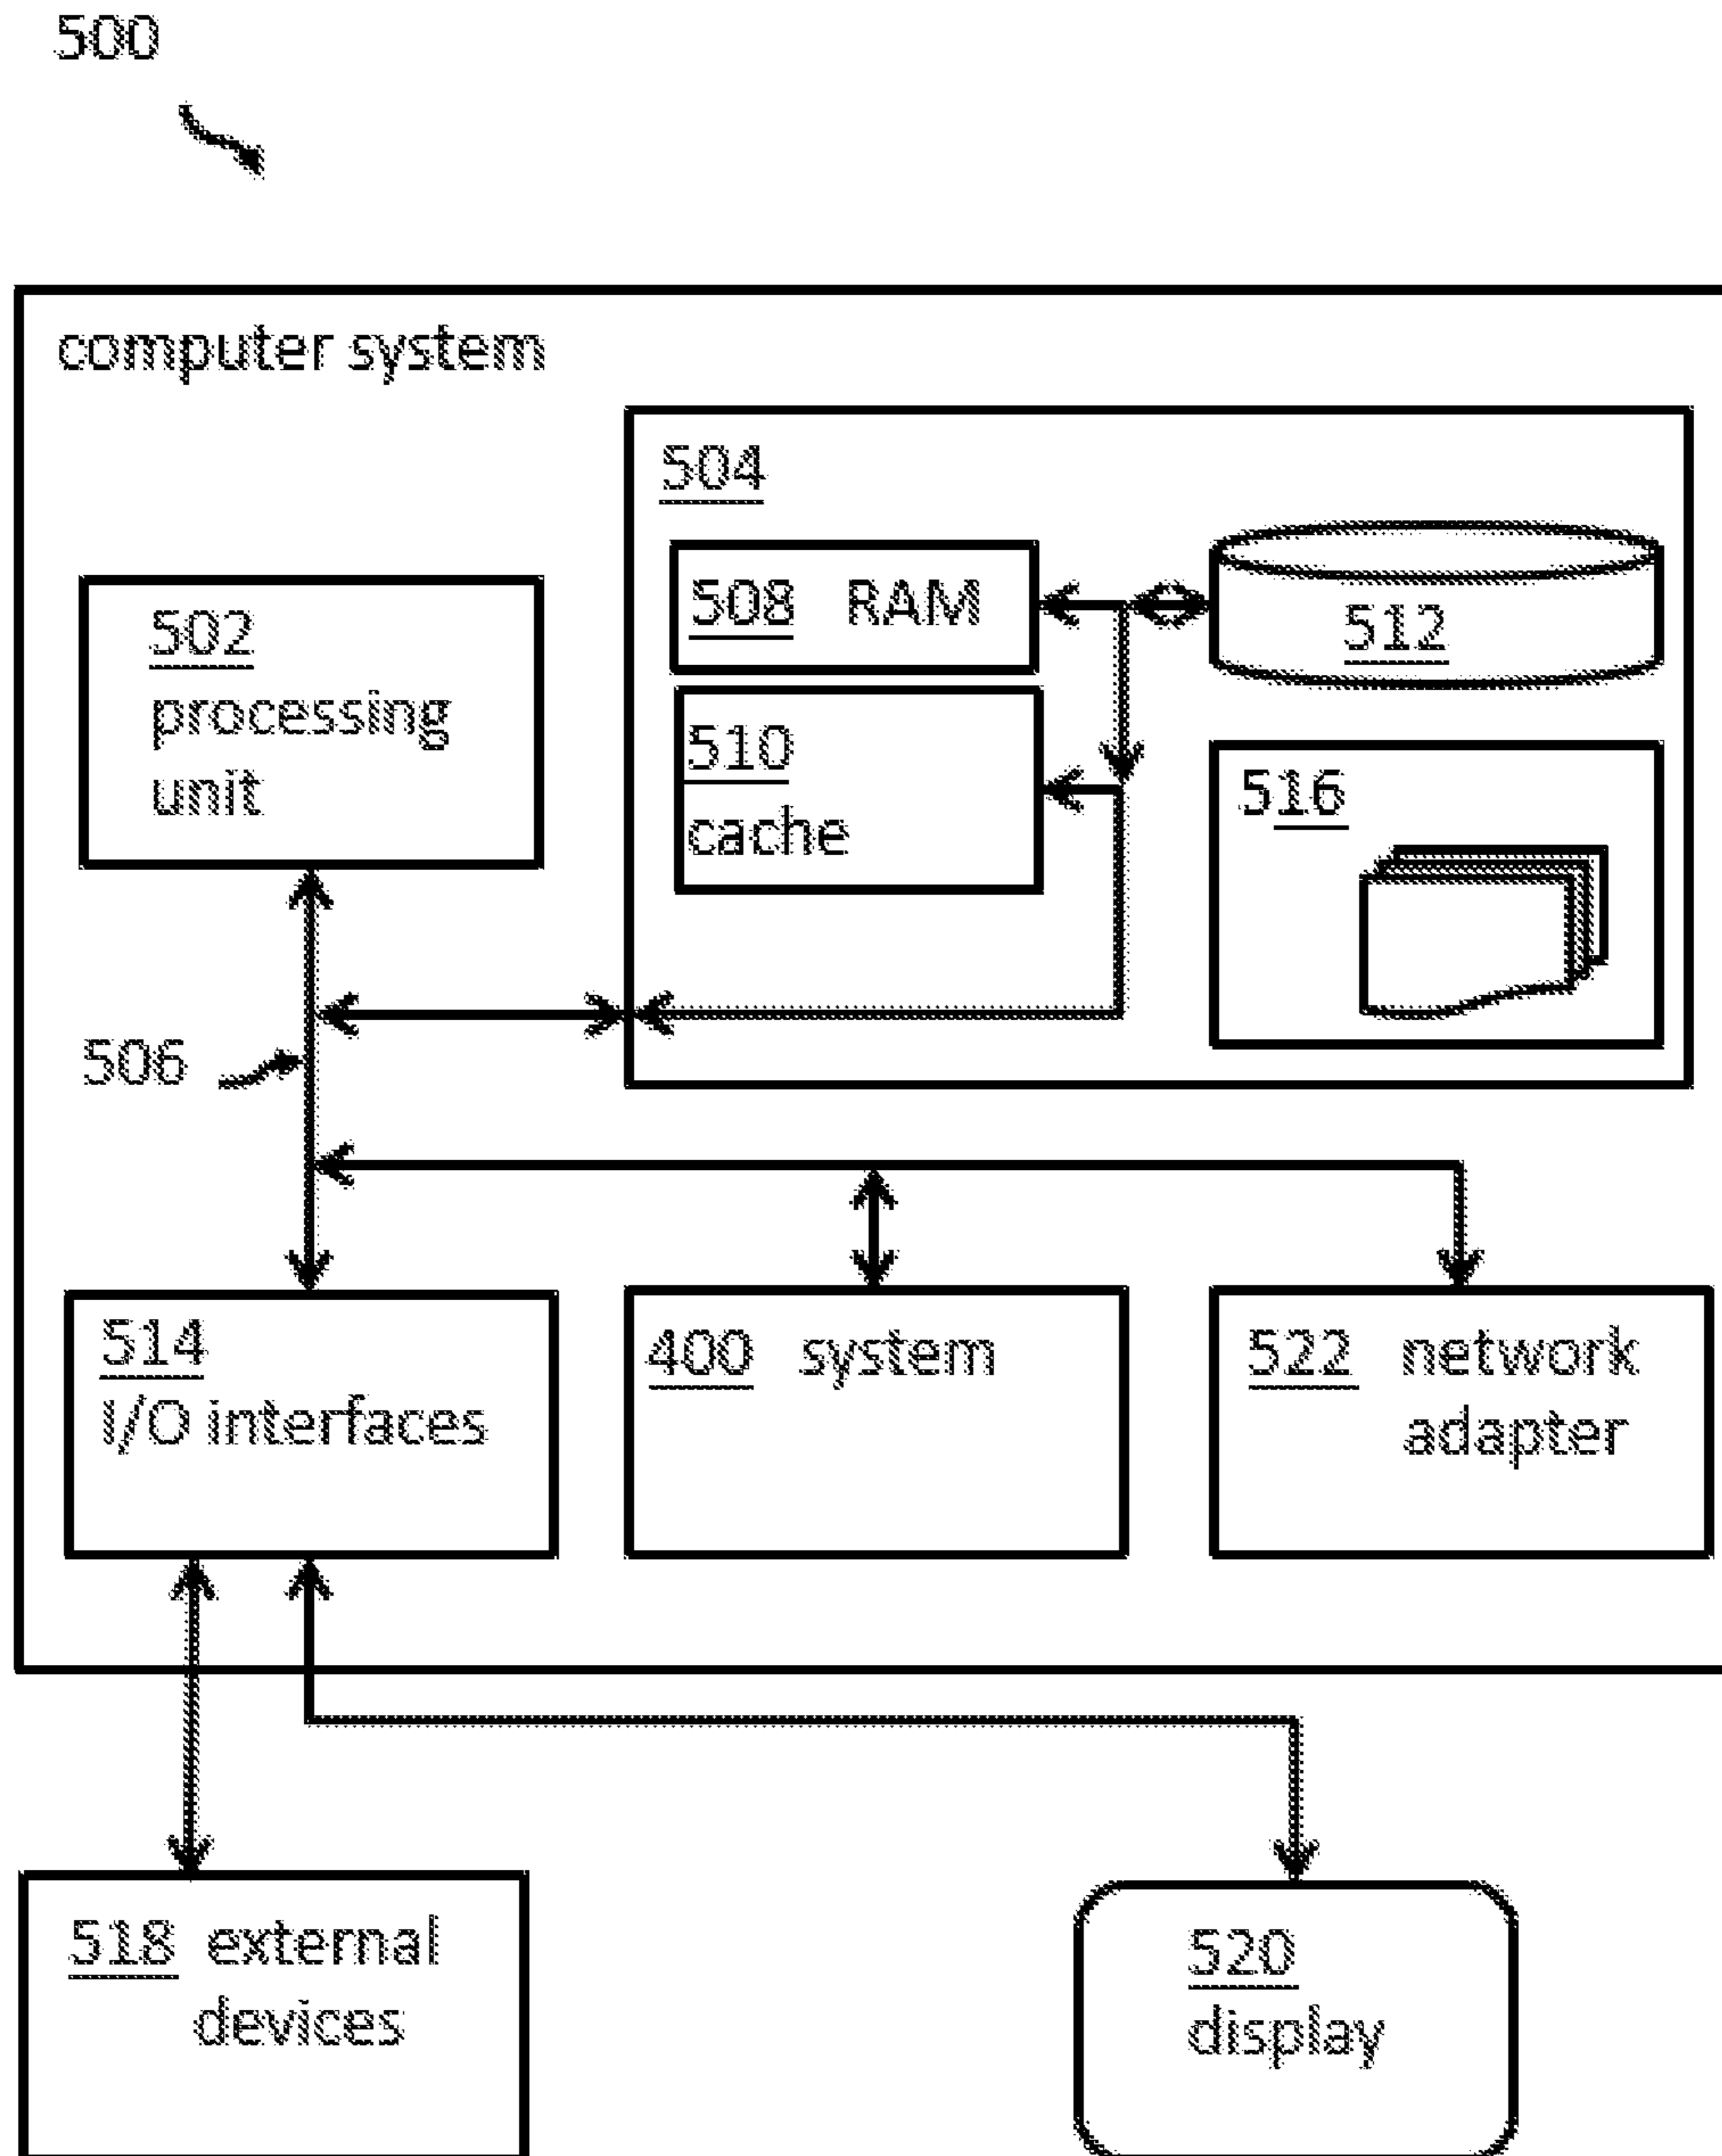 500
computer system
504
508 RAM
512
502
processing
unit
510
cache
516
506
514
I/O interfaces
400 system
522 network
adapter
518 external
devices
520
display